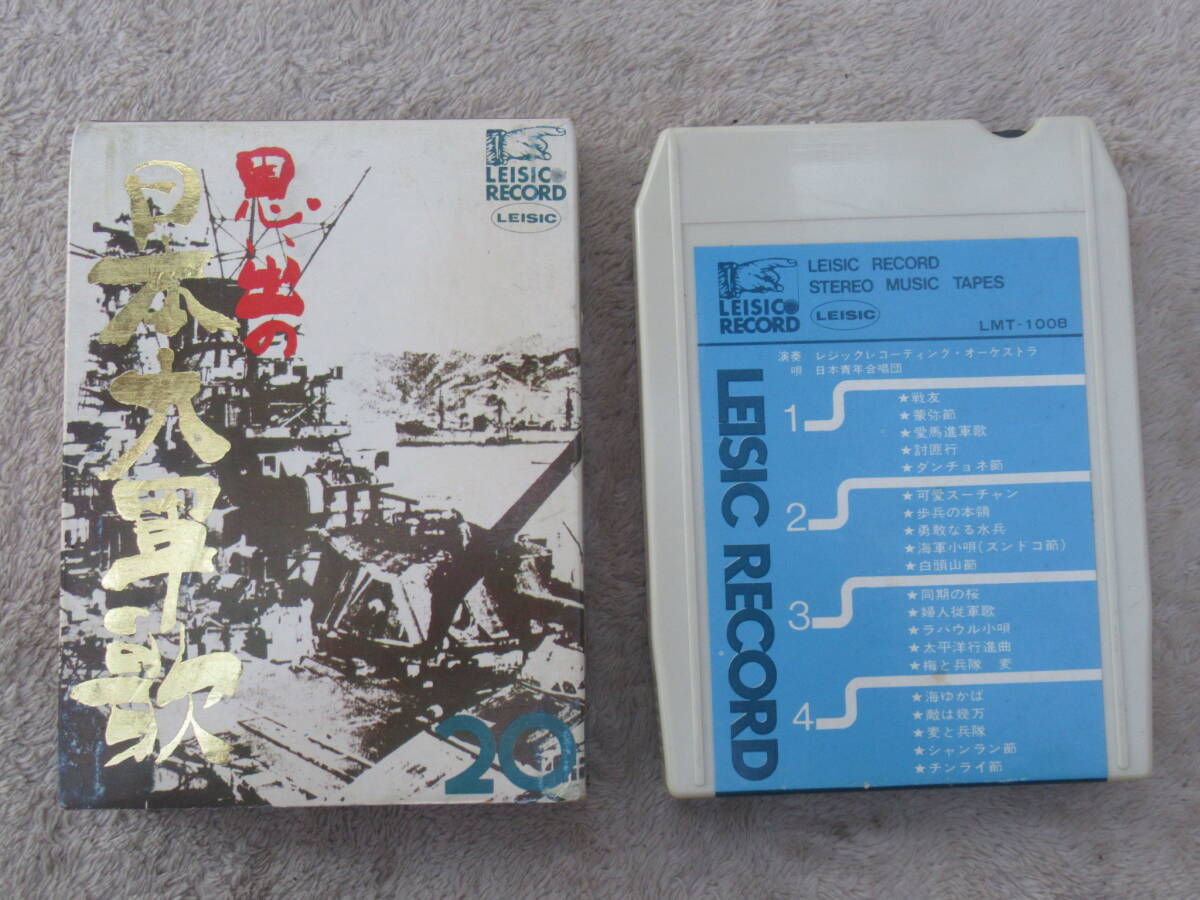 思い出の
日本大軍歌
LEISIC
RECORD
LEISIC
20
LEISIC
RECORD
LEISIC RECORD
STEREO MUSIC TAPES
LEISIC
LMT-1008
LEISIC RECORD
演奏 レジックレコーティング・オーケストラ
唄 日本青年合唱団
1
★戦友
★蒙弥節
★愛馬進軍歌
★討匪行
★ダンチョネ節
2
★可愛スーチャン
★歩兵の本領
★勇敢なる水兵
★海軍小唄(スンドコ節)
★白頭山節
3
★同期の桜
★婦人従軍歌
★ラバウル小唄
★太平洋行進曲
★梅と兵隊 変
4
★海ゆかば
★敵は幾万
★変と兵隊
★シャンラン節
★チンライ節